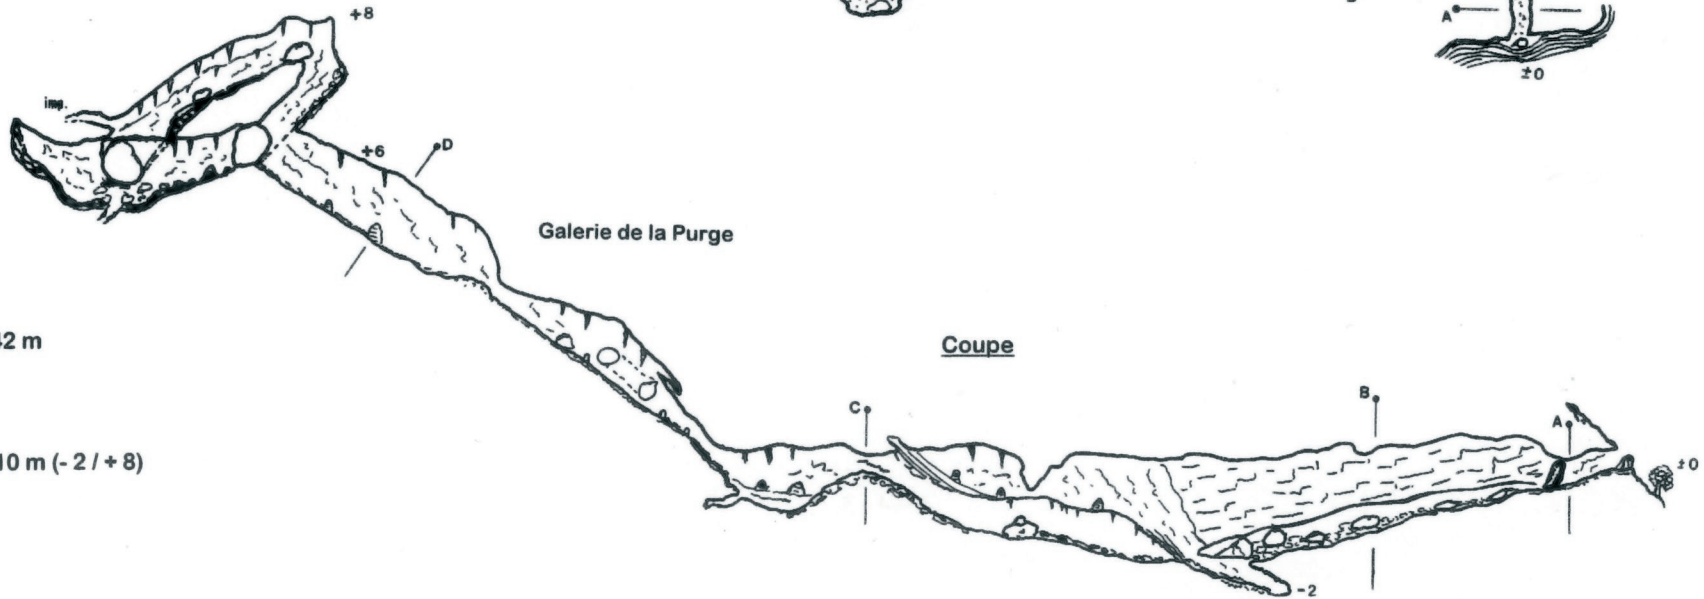 +8
A
±0
imp.
+6
D
Galerie de la Purge
2 m
Coupe
C
B
A
10 m (- 2 / + 8)
±0
-2